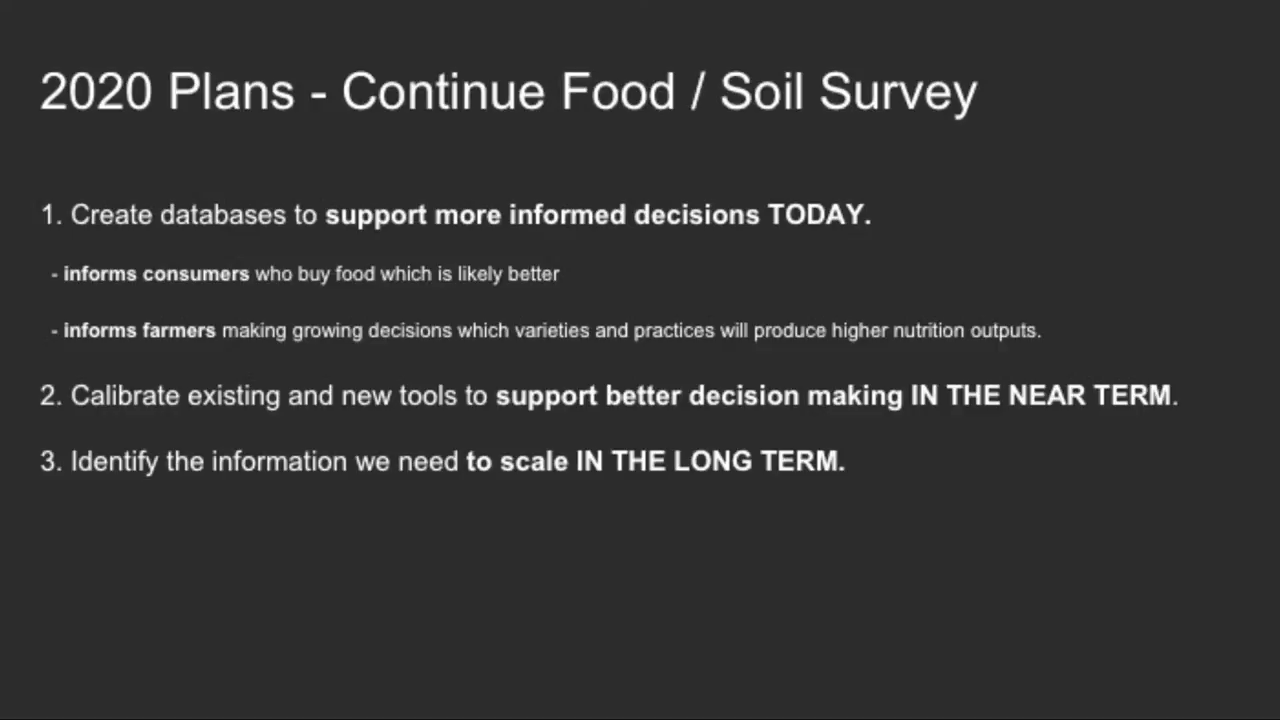 2020 Plans - Continue Food / Soil Survey
1. Create databases to support more informed decisions TODAY.
- informs consumers who buy food which is likely better
- informs farmers making growing decisions which varieties and practices will produce higher nutrition outputs.
2. Calibrate existing and new tools to support better decision making IN THE NEAR TERM.
3. Identify the information we need to scale IN THE LONG TERM.